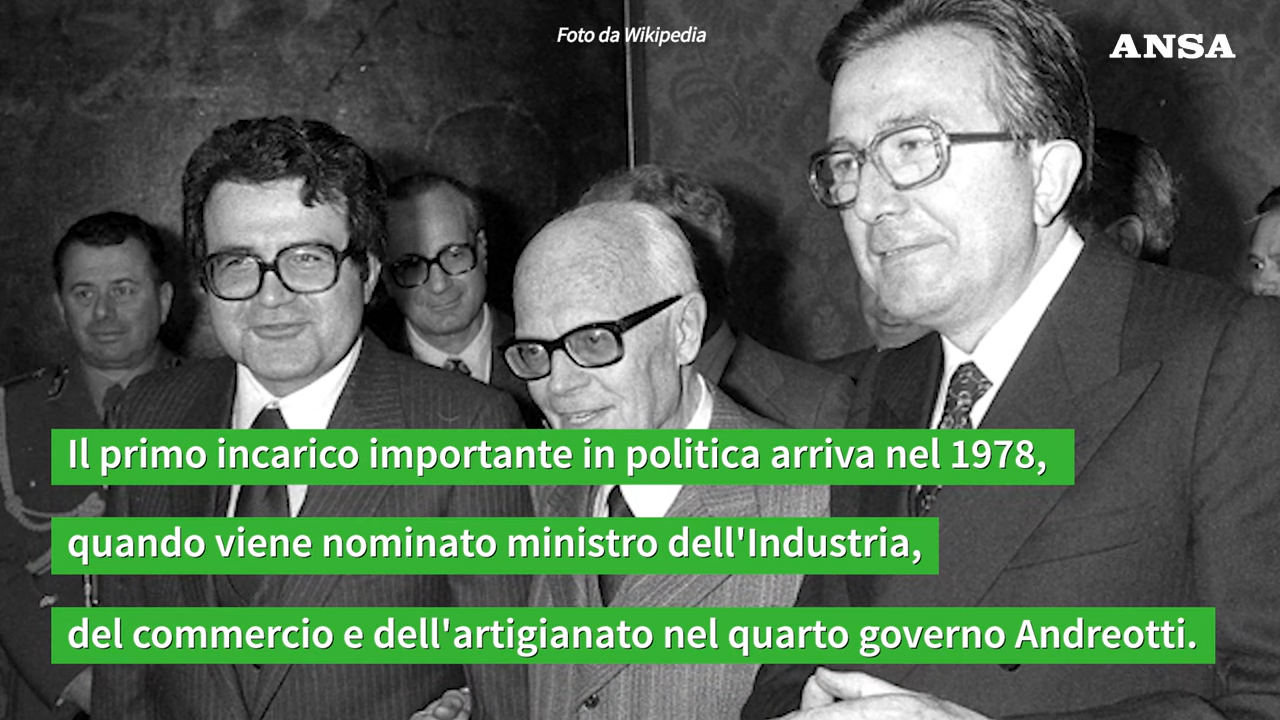 Foto da Wikipedia
ANSA
Il primo incarico importante in politica arriva nel 1978,
quando viene nominato ministro dell'Industria,
del commercio e dell'artigianato nel quarto governo Andreotti.